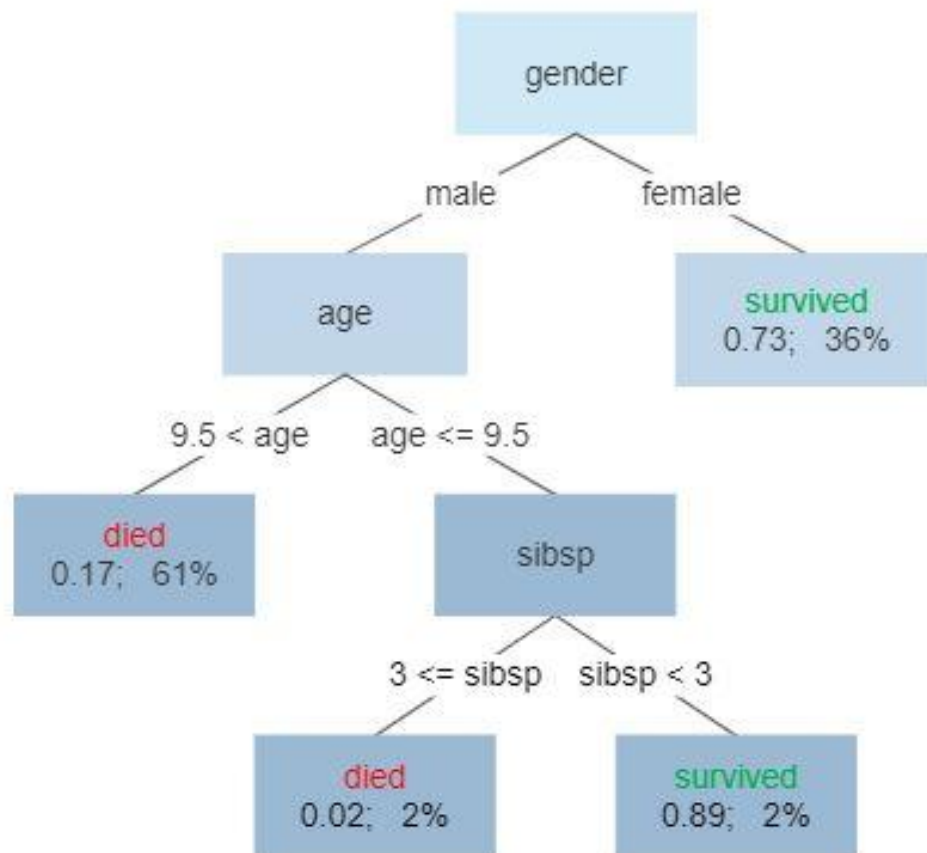 gender
male
female
age
survived
0.73; 36%
9.5 < age
age <= 9.5
died
0.17; 61%
sibsp
3 <= sibsp
sibsp < 3
died
0.02; 2%
survived
0.89; 2%